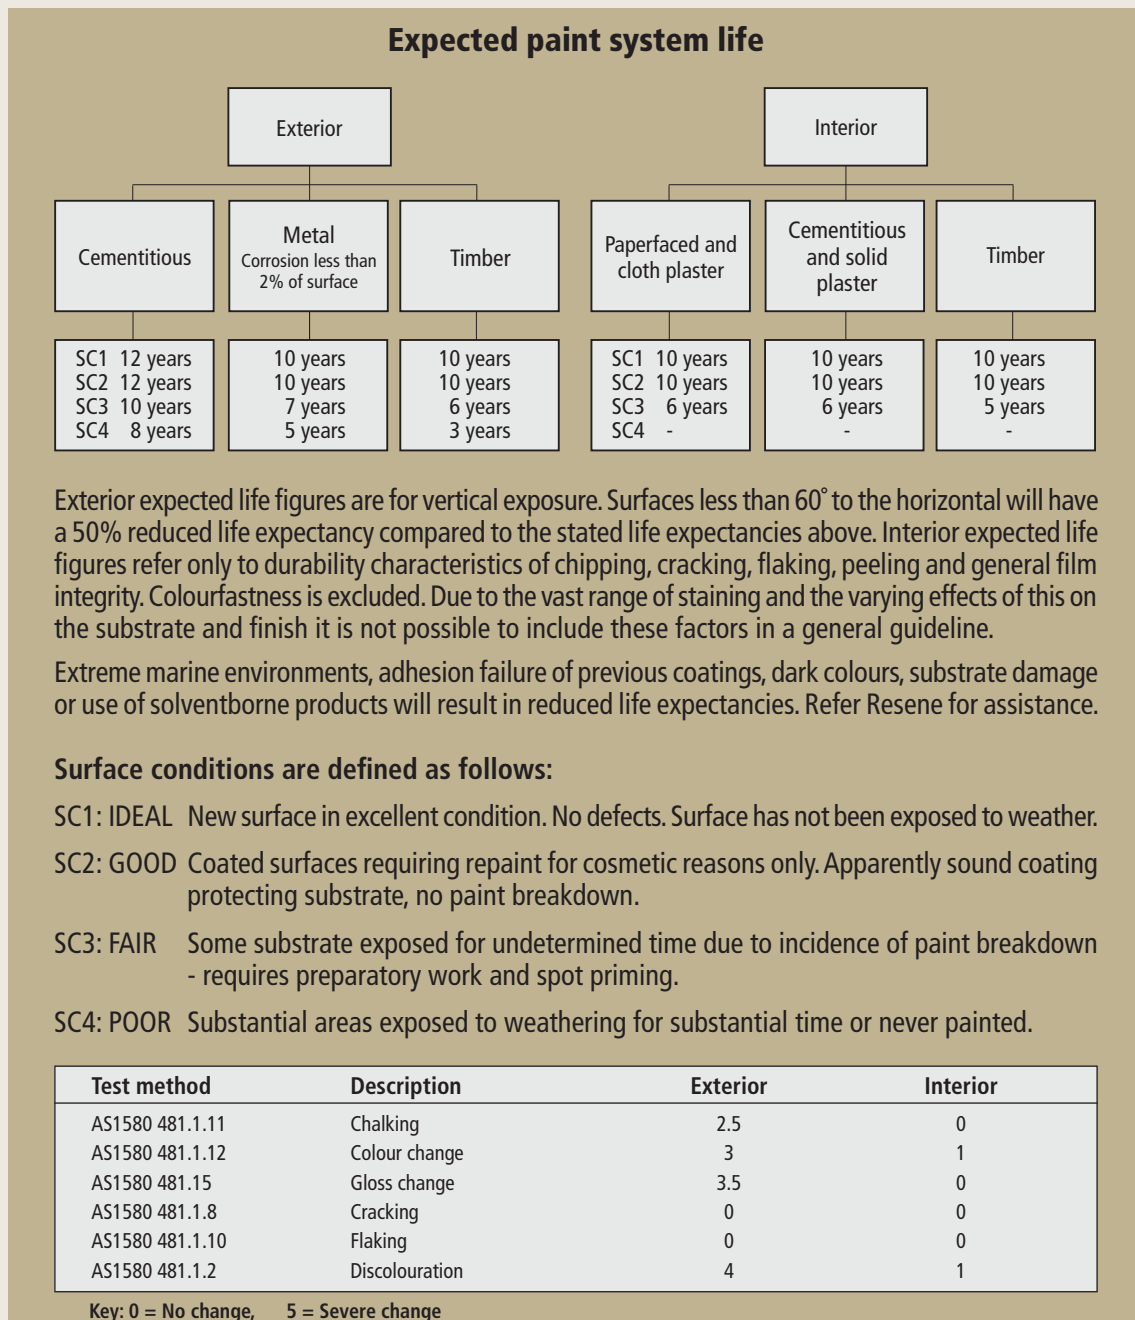 Expected paint system life
Exterior
Interior
Cementitious
Metal
Corrosion less than
2% of surface
Timber
Paperfaced and
cloth plaster
Cementitious
and solid
plaster
Timber
SC1 12 years
SC2 12 years
SC3 10 years
SC4 8 years
10 years
10 years
7 years
5 years
10 years
10 years
6 years
3 years
SC1 10 years
SC2 10 years
SC3 6 years
SC4 -
10 years
10 years
6 years
-
10 years
10 years
5 years
-
Exterior expected life figures are for vertical exposure. Surfaces less than 60° to the horizontal will have
a 50% reduced life expectancy compared to the stated life expectancies above. Interior expected life
figures refer only to durability characteristics of chipping, cracking, flaking, peeling and general film
integrity. Colourfastness is excluded. Due to the vast range of staining and the varying effects of this on
the substrate and finish it is not possible to include these factors in a general guideline.
Extreme marine environments, adhesion failure of previous coatings, dark colours, substrate damage
or use of solventborne products will result in reduced life expectancies. Refer Resene for assistance.
Surface conditions are defined as follows:
SC1: IDEAL New surface in excellent condition. No defects. Surface has not been exposed to weather.
SC2: GOOD Coated surfaces requiring repaint for cosmetic reasons only. Apparently sound coating
protecting substrate, no paint breakdown.
SC3: FAIR Some substrate exposed for undetermined time due to incidence of paint breakdown
- requires preparatory work and spot priming.
SC4: POOR Substantial areas exposed to weathering for substantial time or never painted.
Test method Description Exterior Interior
AS1580 481.1.11 Chalking 2.5 0
AS1580 481.1.12 Colour change 3 1
AS1580 481.15 Gloss change 3.5 0
AS1580 481.1.8 Cracking 0 0
AS1580 481.1.10 Flaking 0 0
AS1580 481.1.2 Discolouration 4 1
Key: 0 = No change, 5 = Severe change